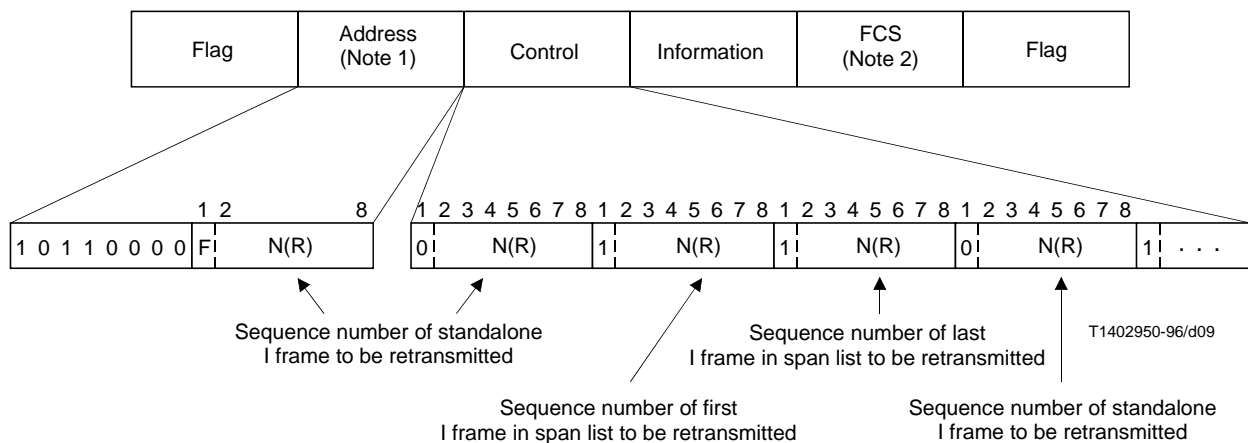 Flag
Address
(Note 1)
Control
Information
FCS
(Note 2)
Flag
1 2 8
1 0 1 1 0 0 0 0 F N(R)
1 2 3 4 5 6 7 8 1 2 3 4 5 6 7 8 1 2 3 4 5 6 7 8 1 2 3 4 5 6 7 8
0 N(R) 1 N(R) 1 N(R) 0 N(R) 1 . . .
Sequence number of standalone
I frame to be retransmitted
Sequence number of last
I frame in span list to be retransmitted
T1402950-96/d09
Sequence number of first
I frame in span list to be retransmitted
Sequence number of standalone
I frame to be retransmitted